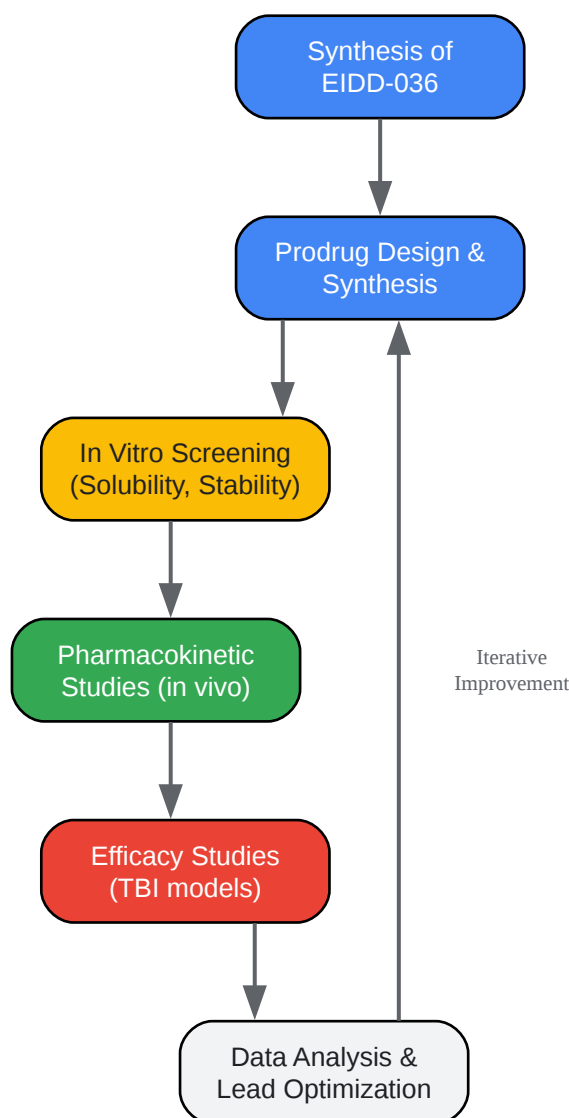 Synthesis of
EIDD-036
Prodrug Design &
Synthesis
In Vitro Screening
(Solubility, Stability)
Pharmacokinetic
Studies (in vivo)
Iterative
Improvement
Efficacy Studies
(TBI models)
Data Analysis &
Lead Optimization